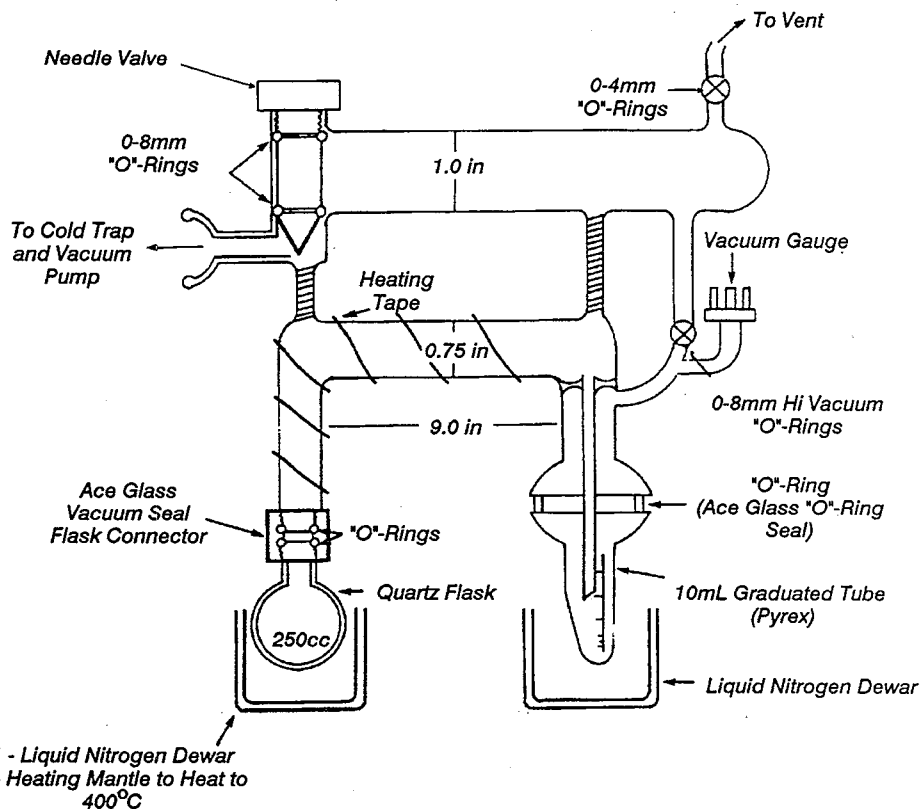 To Vent
Needle Valve
0-4mm
"O"-Rings
0-8mm
"O"-Rings
1.0 in
To Cold Trap
and Vacuum
Pump
Vacuum Gauge
Heating
Tape
0.75 in
0-8mm Hi Vacuum
"O"-Rings
9.0 in
Ace Glass
Vacuum Seal
Flask Connector
"O"-Rings
"O"-Ring
(Ace Glass "O"-Ring
Seal)
Quartz Flask
10mL Graduated Tube
(Pyrex)
250cc
Liquid Nitrogen Dewar
- Liquid Nitrogen Dewar
Heating Mantle to Heat to
400°C